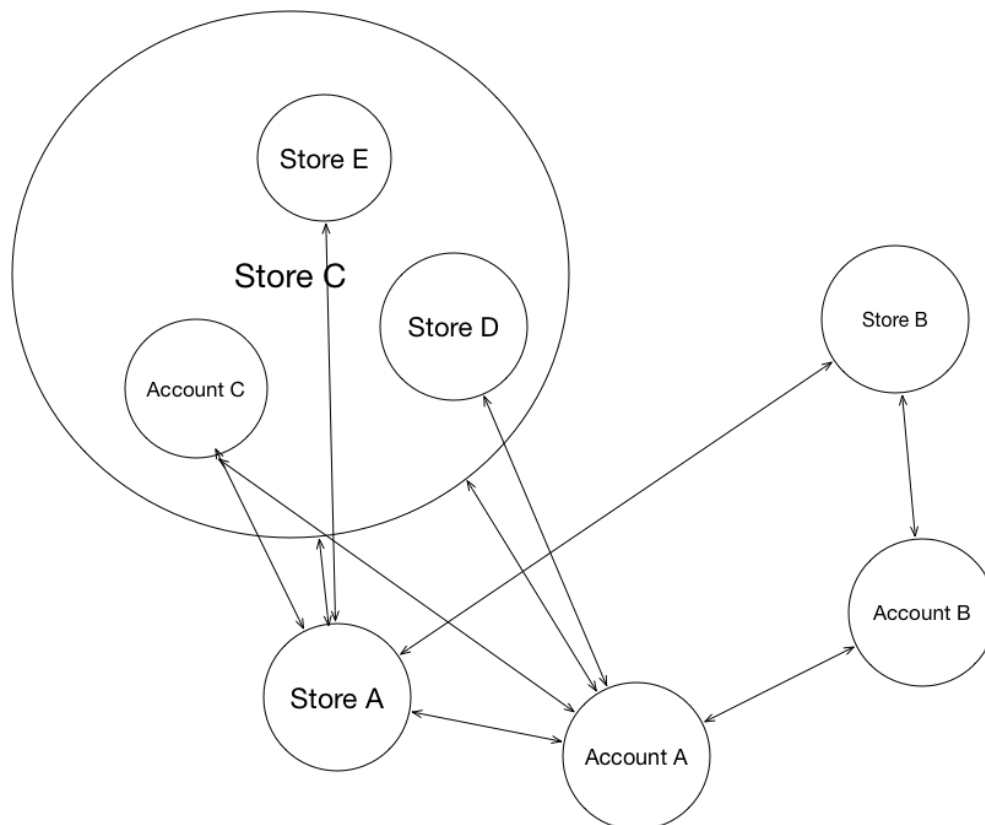 Store E
Store C
Store D
Store B
Account C
Account B
Store A
Account A